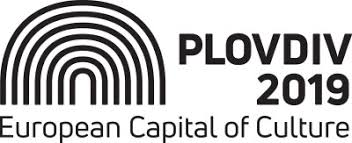 PLOVDIV
2019
European Capital of Culture